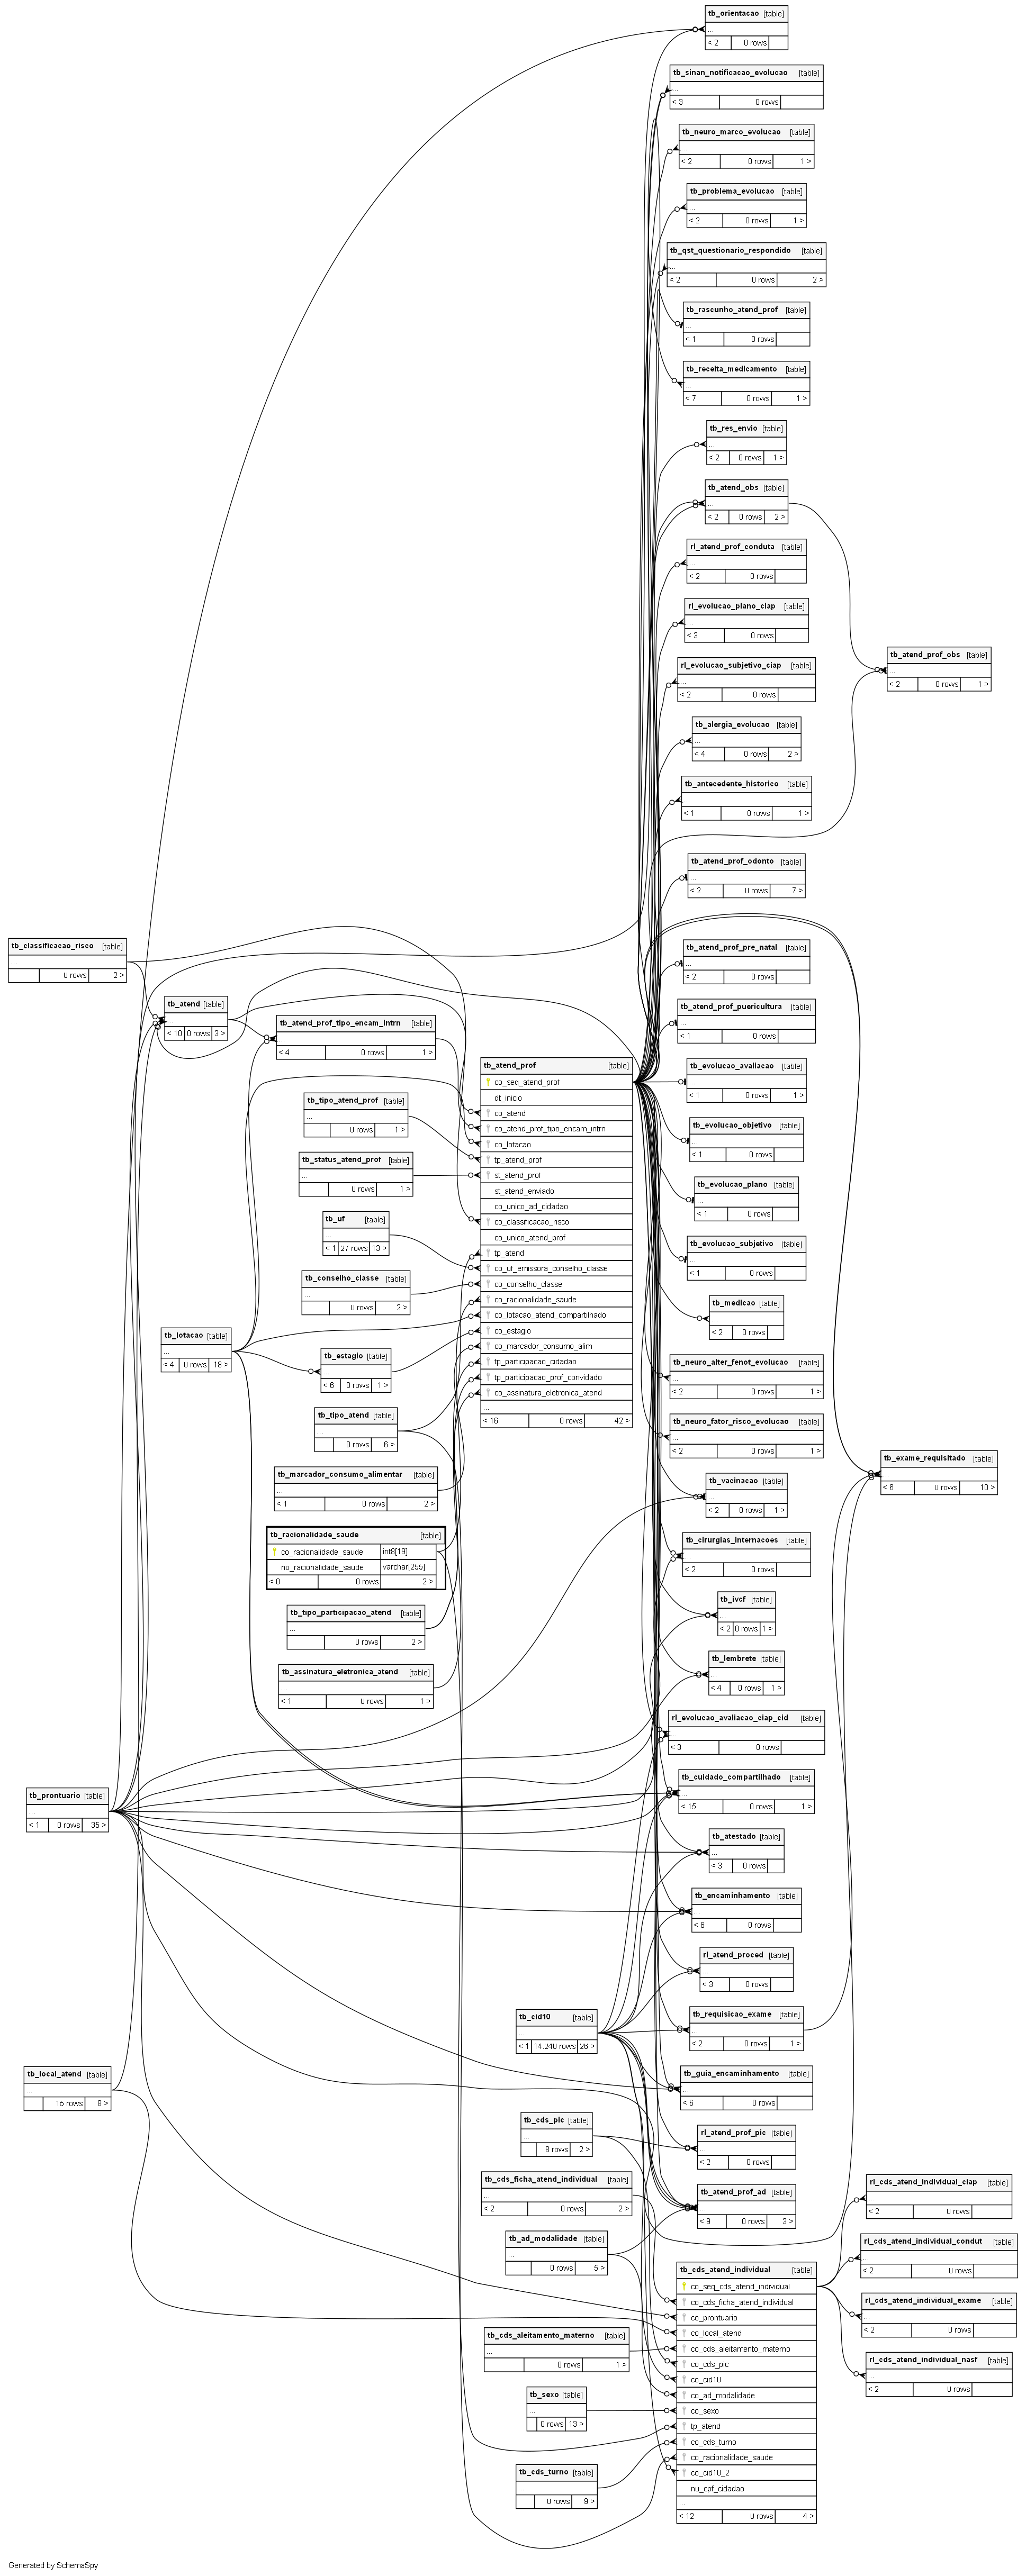 tb_orientacao [table]
...
< 2 0 rows
tb_sinan_notificacao_evolucao [table]
...
< 3 0 rows
tb_neuro_marco_evolucao [table]
...
< 2 0 rows 1 >
tb_problema_evolucao [table]
...
< 2 0 rows 1 >
tb_qst_questionario_respondido [table]
...
< 2 0 rows 2 >
tb_rascunho_atend_prof [table]
...
< 1 0 rows
tb_receita_medicamento [table]
...
< 7 0 rows 1 >
tb_res_envio [table]
...
< 2 0 rows 1 >
tb_atend_obs [table]
...
< 2 0 rows 2 >
rl_atend_prof_conduta [table]
...
< 2 0 rows
rl_evolucao_plano_ciap [table]
...
< 3 0 rows
rl_evolucao_subjetivo_ciap [table]
...
< 2 0 rows
tb_atend_prof_obs [table]
...
< 2 0 rows 1 >
tb_alergia_evolucao [table]
...
< 4 0 rows 2 >
tb_antecedente_historico [table]
...
< 1 0 rows 1 >
tb_atend_prof_odonto [table]
...
< 2 0 rows 7 >
tb_classificacao_risco [table]
...
0 rows 2 >
tb_atend_prof_pre_natal [table]
...
< 2 0 rows
tb_atend [table]
...
< 10 0 rows 3 >
tb_atend_prof_tipo_encam_intrn [table]
...
< 4 0 rows 1 >
tb_atend_prof_puericultura [table]
...
< 1 0 rows
tb_tipo_atend_prof [table]
...
0 rows 1 >
tb_status_atend_prof [table]
...
0 rows 1 >
tb_uf [table]
...
< 1 27 rows 13 >
tb_conselho_classe [table]
...
0 rows 2 >
tb_lotacao [table]
...
< 4 0 rows 18 >
tb_estagio [table]
...
< 6 0 rows 1 >
tb_tipo_atend [table]
...
0 rows 6 >
tb_marcador_consumo_alimentar [table]
...
< 1 0 rows 2 >
tb_racionalidade_saude [table]
co_racionalidade_saude int8[19]
no_racionalidade_saude varchar[255]
< 0 0 rows 2 >
tb_tipo_participacao_atend [table]
...
0 rows 2 >
tb_assinatura_eletronica_atend [table]
...
< 1 0 rows 1 >
tb_atend_prof [table]
co_seq_atend_prof
dt_inicio
co_atend
co_atend_prof_tipo_encam_intrn
co_lotacao
tp_atend_prof
st_atend_prof
st_atend_enviado
co_unico_ad_cidadao
co_classificacao_risco
co_unico_atend_prof
tp_atend
co_uf_emissora_conselho_classe
co_conselho_classe
co_racionalidade_saude
co_lotacao_atend_compartilhado
co_estagio
co_marcador_consumo_alim
tp_participacao_cidadao
tp_participacao_prof_convidado
co_assinatura_eletronica_atend
...
< 16 0 rows 42 >
tb_evolucao_avaliacao [table]
...
< 1 0 rows 1 >
tb_evolucao_objetivo [table]
...
< 1 0 rows
tb_evolucao_plano [table]
...
< 1 0 rows
tb_evolucao_subjetivo [table]
...
< 1 0 rows
tb_medicao [table]
...
< 2 0 rows
tb_neuro_alter_fenot_evolucao [table]
...
< 2 0 rows 1 >
tb_neuro_fator_risco_evolucao [table]
...
< 2 0 rows 1 >
tb_exame_requisitado [table]
...
< 6 0 rows 10 >
tb_vacinacao [table]
...
< 2 0 rows 1 >
tb_cirurgias_internacoes [table]
...
< 2 0 rows
tb_ivcf [table]
...
< 2 0 rows 1 >
tb_lembrete [table]
...
< 4 0 rows 1 >
rl_evolucao_avaliacao_ciap_cid [table]
...
< 3 0 rows
tb_prontuario [table]
...
< 1 0 rows 35 >
tb_cuidado_compartilhado [table]
...
< 15 0 rows 1 >
tb_atestado [table]
...
< 3 0 rows
tb_encaminhamento [table]
...
< 6 0 rows
rl_atend_proced [table]
...
< 3 0 rows
tb_cid10 [table]
...
< 1 14.240 rows 26 >
tb_requisicao_exame [table]
...
< 2 0 rows 1 >
tb_local_atend [table]
...
15 rows 8 >
tb_guia_encaminhamento [table]
...
< 6 0 rows
tb_cds_pic [table]
...
8 rows 2 >
rl_atend_prof_pic [table]
...
< 2 0 rows
tb_cds_ficha_atend_individual [table]
...
< 2 0 rows 2 >
tb_atend_prof_ad [table]
...
< 9 0 rows 3 >
tb_ad_modalidade [table]
...
0 rows 5 >
tb_cds_aleitamento_materno [table]
...
0 rows 1 >
tb_sexo [table]
...
0 rows 13 >
tb_cds_turno [table]
...
0 rows 9 >
tb_cds_atend_individual [table]
co_seq_cds_atend_individual
co_cds_ficha_atend_individual
co_prontuario
co_local_atend
co_cds_aleitamento_materno
co_cds_pic
co_cid10
co_ad_modalidade
co_sexo
tp_atend
co_cds_turno
co_racionalidade_saude
co_cid10_2
nu_cpf_cidadao
...
< 12 0 rows 4 >
rl_cds_atend_individual_ciap [table]
...
< 2 0 rows
rl_cds_atend_individual_condut [table]
...
< 2 0 rows
rl_cds_atend_individual_exame [table]
...
< 2 0 rows
rl_cds_atend_individual_nasf [table]
...
< 2 0 rows
Generated by SchemaSpy